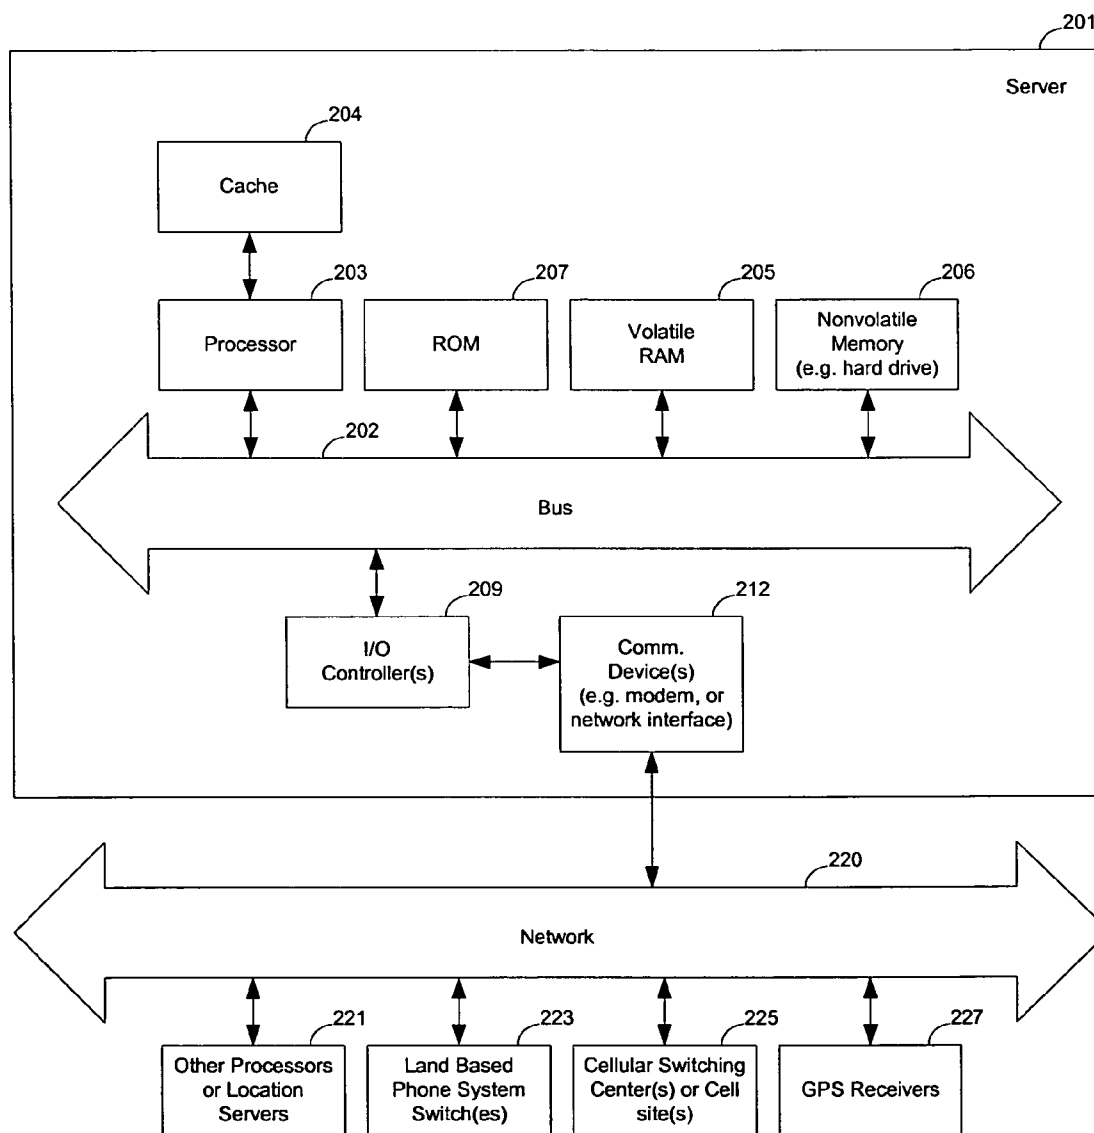 201
Server
204
Cache
203
207
205
206
Processor
ROM
Volatile
RAM
Nonvolatile
Memory
(e.g. hard drive)
202
Bus
209
212
I/O
Controller(s)
Comm.
Device(s)
(e.g. modem, or
network interface)
220
Network
221
223
225
227
Other Processors
or Location
Servers
Land Based
Phone System
Switch(es)
Cellular Switching
Center(s) or Cell
site(s)
GPS Receivers